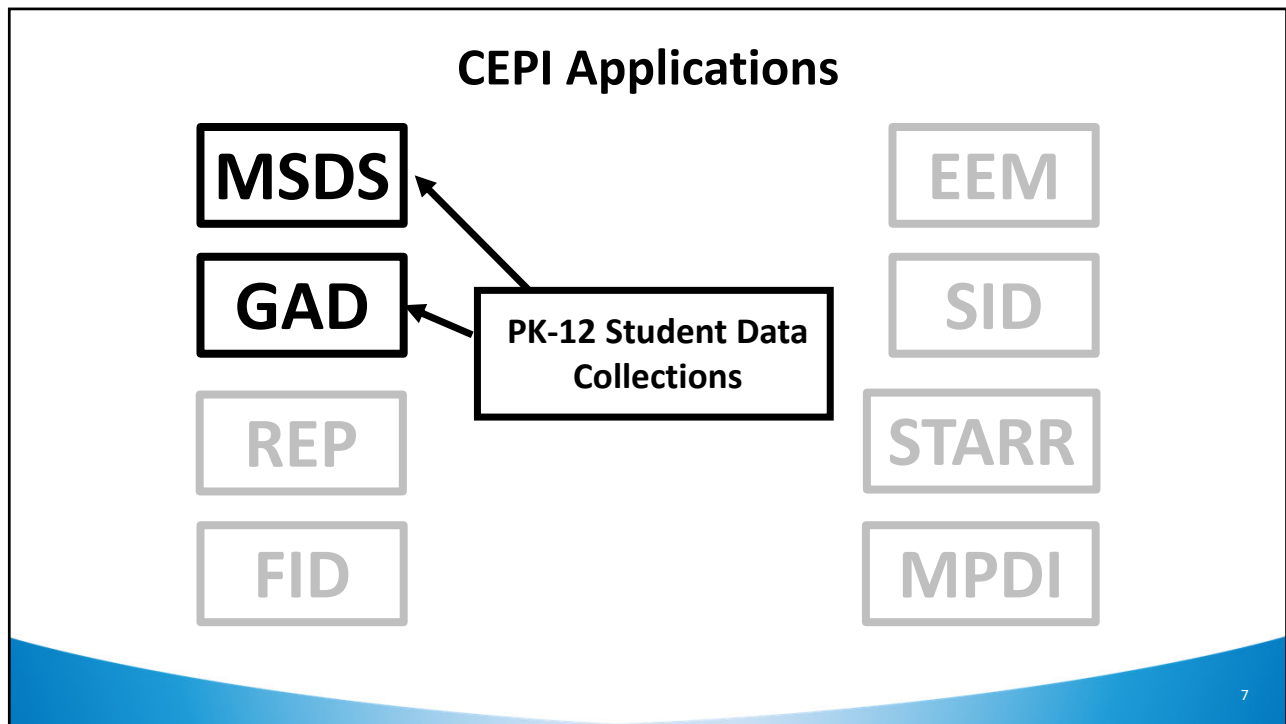 CEPI Applications
MSDS
GAD
REP
FID
PK-12 Student Data
Collections
EEM
SID
STARR
MPDI
7